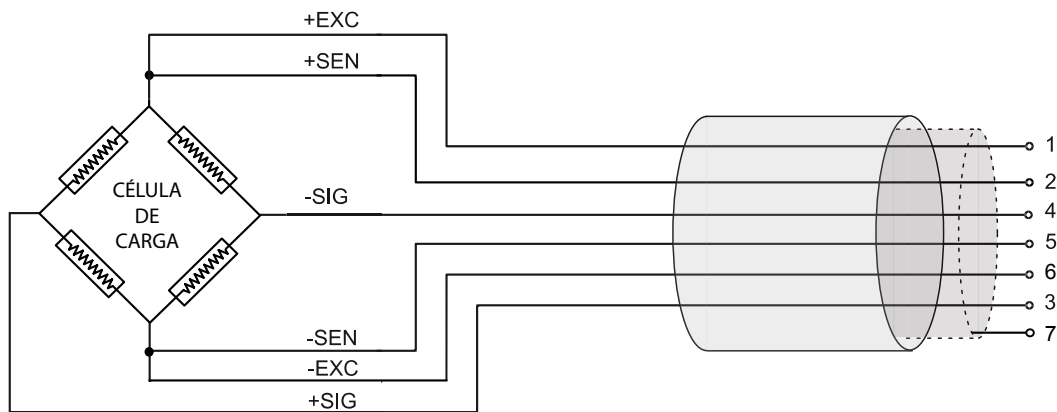 +EXC
+SEN
CÉLULA
DE
CARGA
-SIG
-SEN
-EXC
+SIG
1
2
4
5
6
3
7